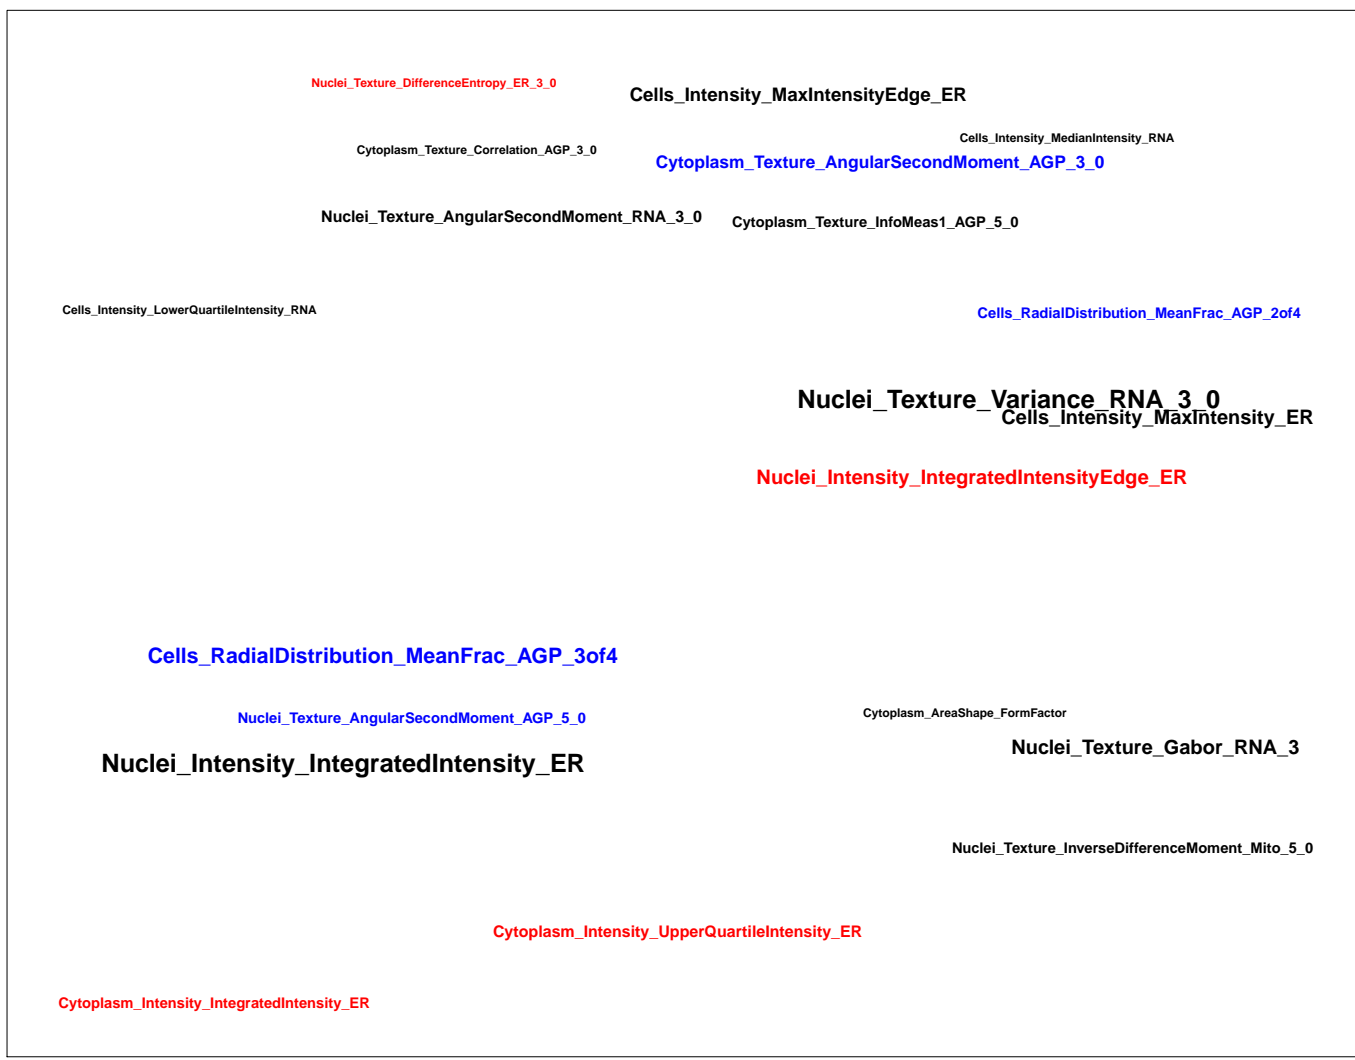 Nuclei_Texture_DifferenceEntropy_ER_3_0
Cells_Intensity_MaxIntensityEdge_ER
Cells_Intensity_MedianIntensity_RNA
Cytoplasm_Texture_Correlation_AGP_3_0
Cytoplasm_Texture_AngularSecondMoment_AGP_3_0
Nuclei_Texture_AngularSecondMoment_RNA_3_0
Cytoplasm_Texture_InfoMeas1_AGP_5_0
Cells_Intensity_LowerQuartileIntensity_RNA
Cells_RadialDistribution_MeanFrac_AGP_2of4
Nuclei_Texture_Variance_RNA_3_0
Cells_Intensity_MaxIntensity_ER
Nuclei_Intensity_IntegratedIntensityEdge_ER
Cells_RadialDistribution_MeanFrac_AGP_3of4
Cytoplasm_AreaShape_FormFactor
Nuclei_Texture_AngularSecondMoment_AGP_5_0
Nuclei_Texture_Gabor_RNA_3
Nuclei_Intensity_IntegratedIntensity_ER
Nuclei_Texture_InverseDifferenceMoment_Mito_5_0
Cytoplasm_Intensity_UpperQuartileIntensity_ER
Cytoplasm_Intensity_IntegratedIntensity_ER